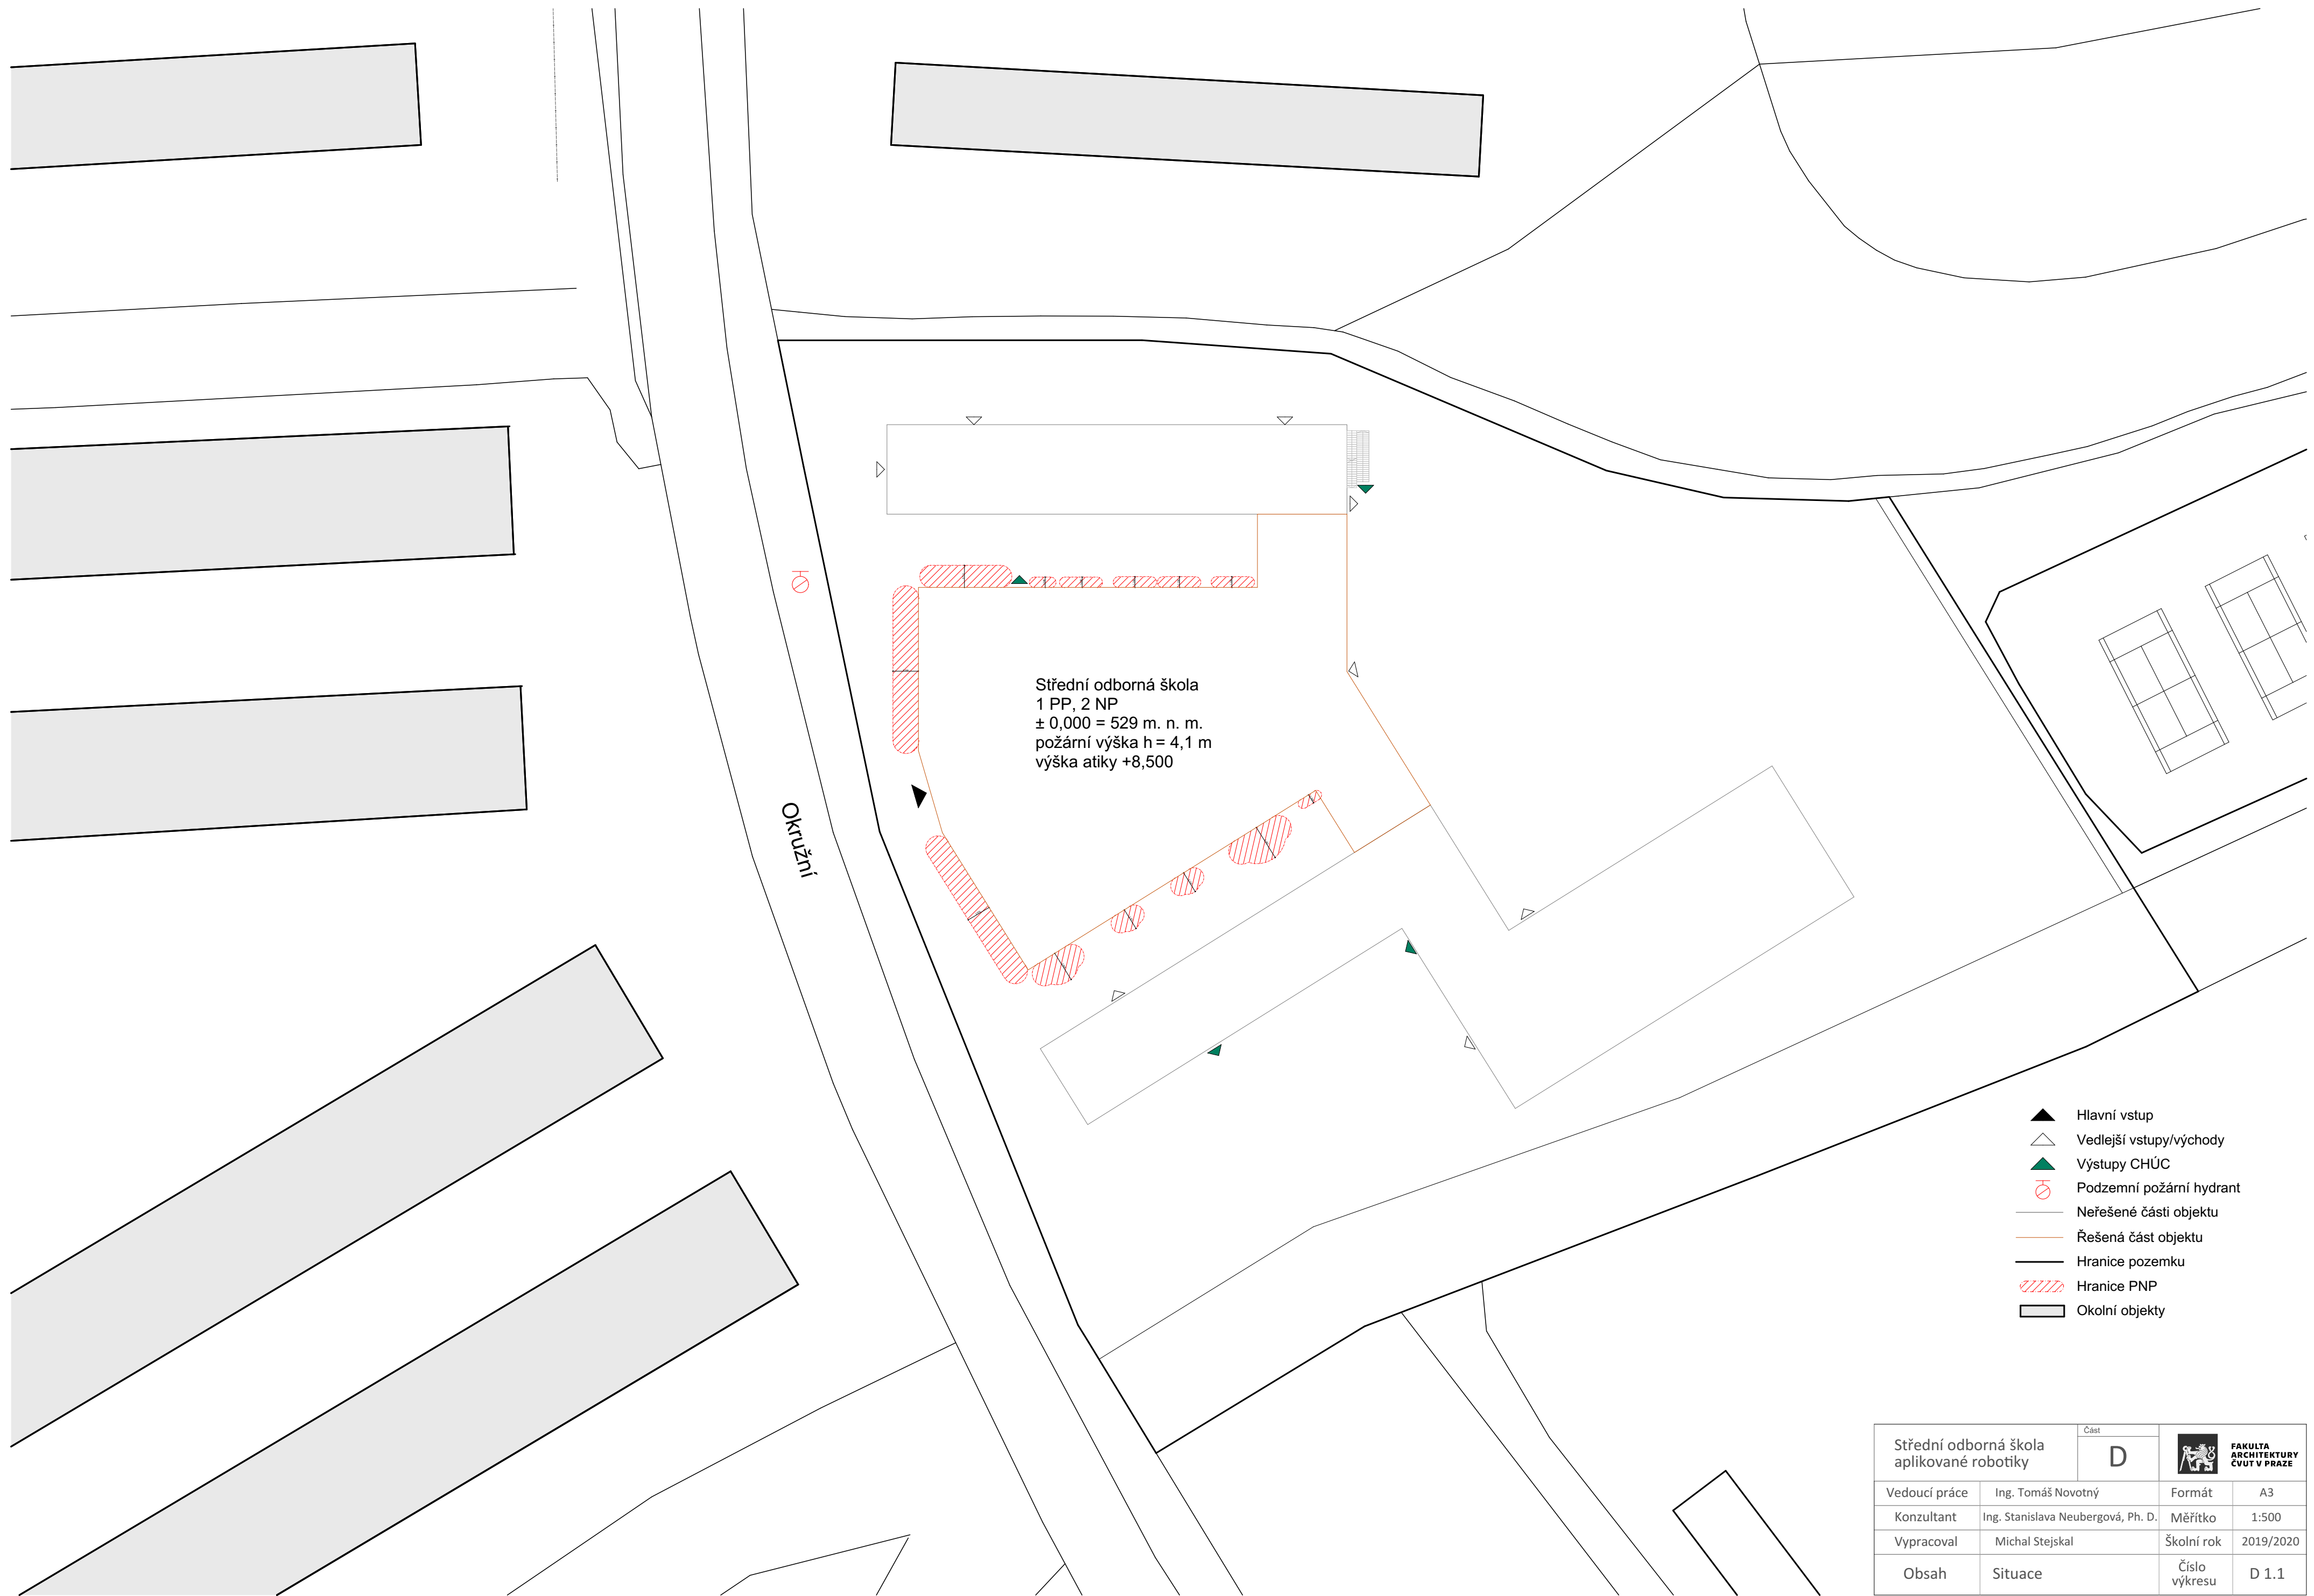 Střední odborná škola
1 PP, 2 NP
± 0,000 = 529 m. n. m.
požární výška h = 4,1 m
výška atiky +8,500
Okružní
Hlavní vstup
Vedlejší vstupy/východy
Výstupy CHÚC
Podzemní požární hydrant
Neřešené části objektu
Řešená část objektu
Hranice pozemku
Hranice PNP
Okolní objekty
Střední odborná škola
aplikované robotiky
Část
D
FAKULTA
ARCHITEKTURY
ČVUT V PRAZE
Vedoucí práce Ing. Tomáš Novotný Formát A3
Konzultant Ing. Stanislava Neubergová, Ph. D. Měřítko 1:500
Vypracoval Michal Stejskal Školní rok 2019/2020
Obsah Situace Číslo výkresu D 1.1